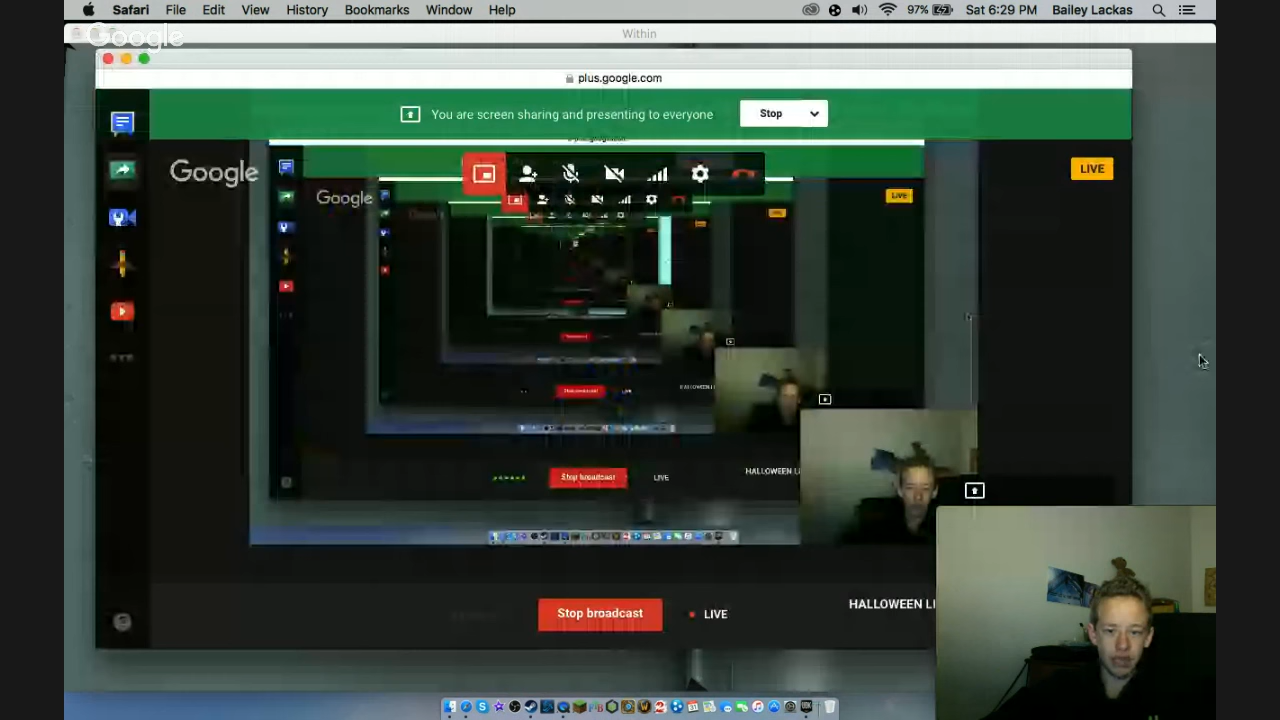 Safari File Edit View History Bookmarks Window Help 97% Sat 6:29 PM Bailey Lackas
Google
Within
plus.google.com
You are screen sharing and presenting to everyone Stop
Google LIVE
Google LIVE
Stop broadcast LIVE HALLOWEEN L
Stop broadcast LIVE HALLOWEEN LI